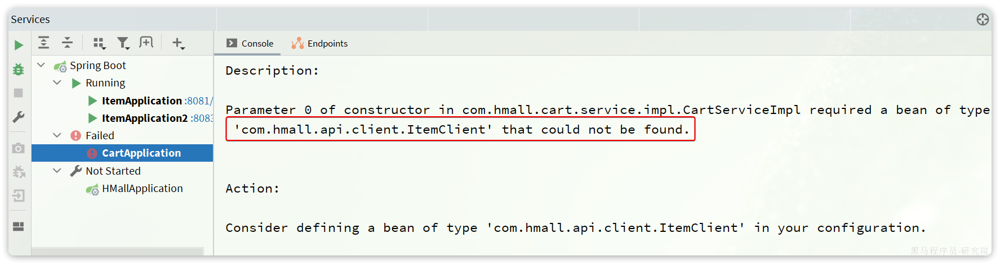 Services
Console
Endpoints
Spring Boot
Running
ItemApplication :8081/
ItemApplication2 :8083
Failed
CartApplication
Not Started
HMallApplication
Description:
Parameter 0 of constructor in com.hmall.cart.service.impl.CartServiceImpl required a bean of type
'com.hmall.api.client.ItemClient' that could not be found.
Action:
Consider defining a bean of type 'com.hmall.api.client.ItemClient' in your configuration.
黑马程序员-研究院